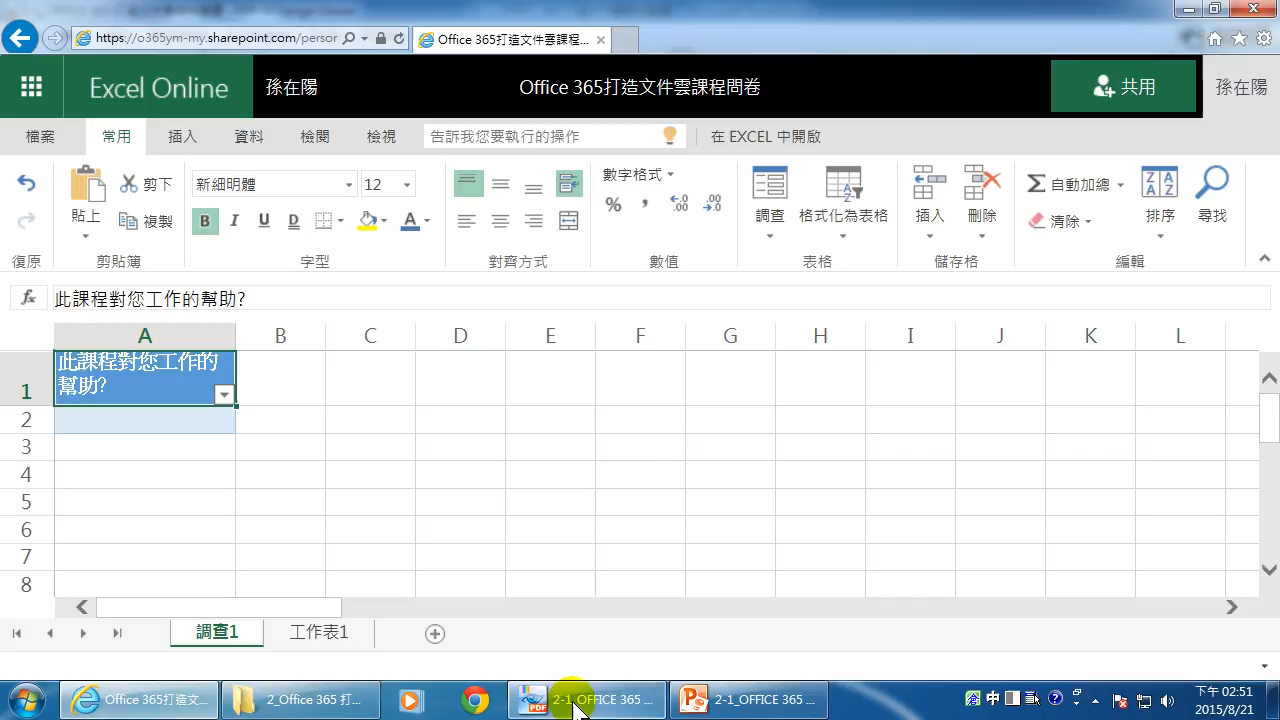 https://o365ym-my.sharepoint.com/person
Office 365打造文件雲課程...
Excel Online
孫在陽
Office 365打造文件雲課程問卷
共用
孫在陽
檔案 常用 插入 資料 檢閱 檢視 告訴我您要執行的操作 在 EXCEL 中開啟
貼上 剪下 複製
新細明體 12
B I U D A
數字格式
% , .00 .00
調查 格式化為表格
插入 刪除
自動加總 清除
排序 尋找
復原 剪貼簿 字型 對齊方式 數值 表格 儲存格 編輯
fx 此課程對您工作的幫助?
A B C D E F G H I J K L
1 此課程對您工作的
幫助?
2
3
4
5
6
7
8
調查1 工作表1
Office 365打造文... 2_Office 365 打... 2-1_OFFICE 365 ... 2-1_OFFICE 365 ...
中
下午 02:51
2015/8/21